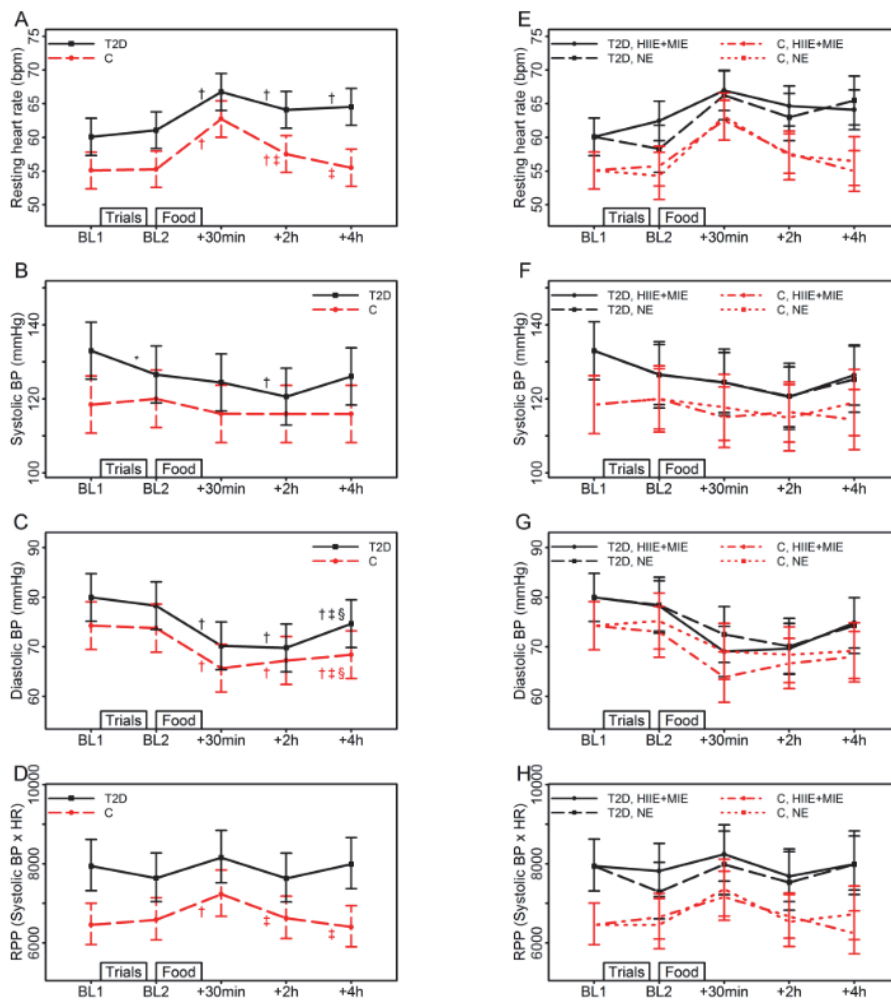 A
Resting heart rate (bpm)
75
70
65
60
55
50
T2D
C
†
†
†
†
†‡
‡
Trials
Food
BL1
BL2
+30min
+2h
+4h
E
Resting heart rate (bpm)
75
70
65
60
55
50
T2D, HIIE+MIE
T2D, NE
C, HIIE+MIE
C, NE
Trials
Food
BL1
BL2
+30min
+2h
+4h
B
Systolic BP (mmHg)
140
120
100
T2D
C
*
†
Trials
Food
BL1
BL2
+30min
+2h
+4h
F
Systolic BP (mmHg)
140
120
100
T2D, HIIE+MIE
T2D, NE
C, HIIE+MIE
C, NE
Trials
Food
BL1
BL2
+30min
+2h
+4h
C
Diastolic BP (mmHg)
90
80
70
60
T2D
C
†
†
†‡§
†
†
†‡§
Trials
Food
BL1
BL2
+30min
+2h
+4h
G
Diastolic BP (mmHg)
90
80
70
60
T2D, HIIE+MIE
T2D, NE
C, HIIE+MIE
C, NE
Trials
Food
BL1
BL2
+30min
+2h
+4h
D
RPP (Systolic BP x HR)
10000
8000
6000
T2D
C
†
‡
‡
Trials
Food
BL1
BL2
+30min
+2h
+4h
H
RPP (Systolic BP x HR)
10000
8000
6000
T2D, HIIE+MIE
T2D, NE
C, HIIE+MIE
C, NE
Trials
Food
BL1
BL2
+30min
+2h
+4h